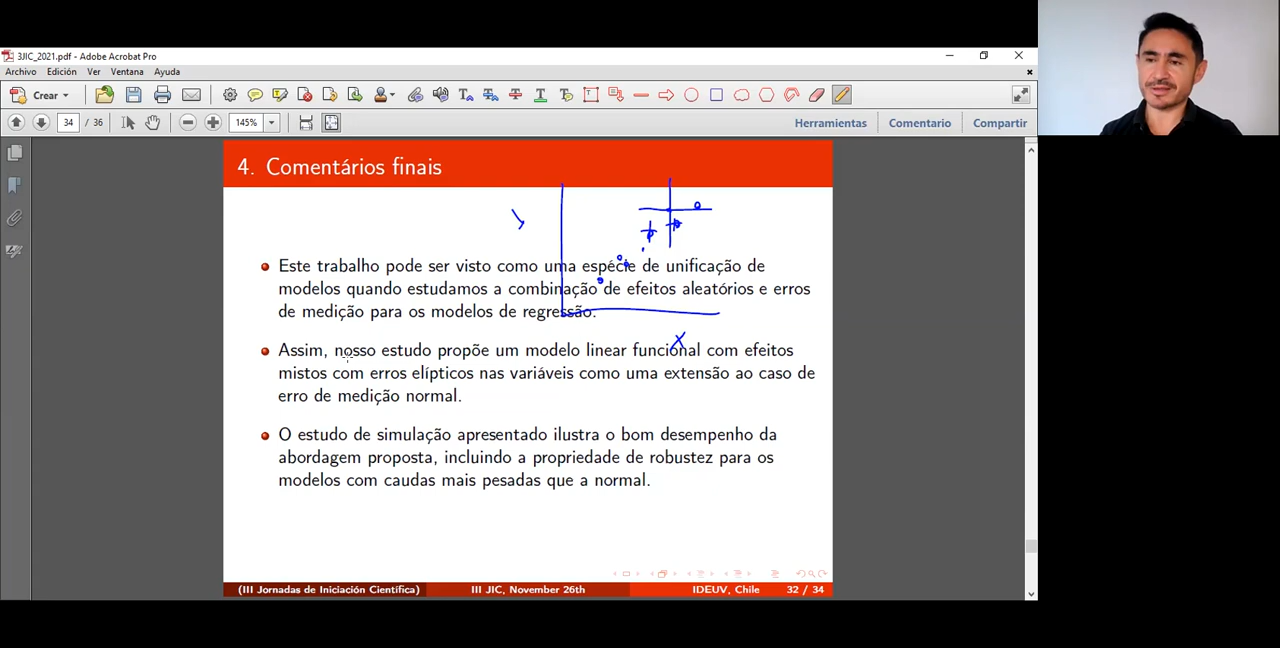 3JIC_2021.pdf - Adobe Acrobat Pro
Archivo Edición Ver Ventana Ayuda
Crear
34 / 36 145% Herramientas Comentario Compartir
4. Comentários finais
Este trabalho pode ser visto como uma espécie de unificação de
modelos quando estudamos a combinação de efeitos aleatórios e erros
de medição para os modelos de regressão.
X
Assim, nosso estudo propõe um modelo linear funcional com efeitos
mistos com erros elípticos nas variáveis como uma extensão ao caso de
erro de medição normal.
O estudo de simulação apresentado ilustra o bom desempenho da
abordagem proposta, incluindo a propriedade de robustez para os
modelos com caudas mais pesadas que a normal.
(III Jornadas de Iniciación Científica) III JIC, November 26th IDEUV, Chile 32 / 34